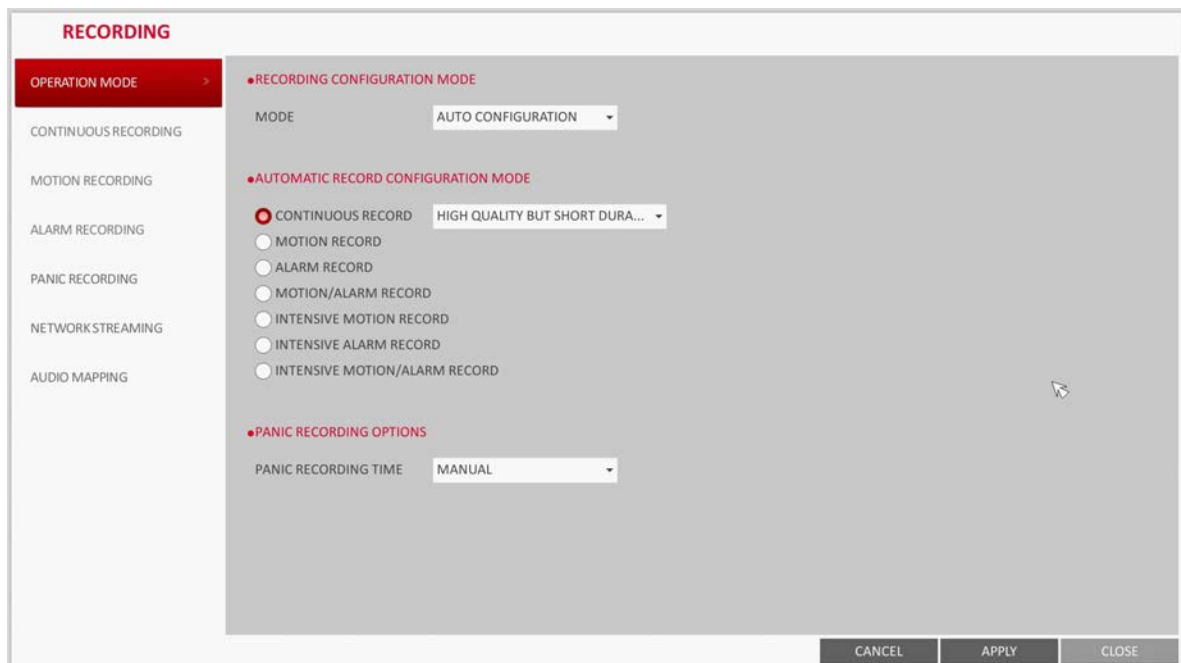 RECORDING
OPERATION MODE >
CONTINUOUS RECORDING
MOTION RECORDING
ALARM RECORDING
PANIC RECORDING
NETWORK STREAMING
AUDIO MAPPING
●RECORDING CONFIGURATION MODE
MODE AUTO CONFIGURATION
●AUTOMATIC RECORD CONFIGURATION MODE
CONTINUOUS RECORD HIGH QUALITY BUT SHORT DURA...
MOTION RECORD
ALARM RECORD
MOTION/ALARM RECORD
INTENSIVE MOTION RECORD
INTENSIVE ALARM RECORD
INTENSIVE MOTION/ALARM RECORD
●PANIC RECORDING OPTIONS
PANIC RECORDING TIME MANUAL
CANCEL APPLY CLOSE